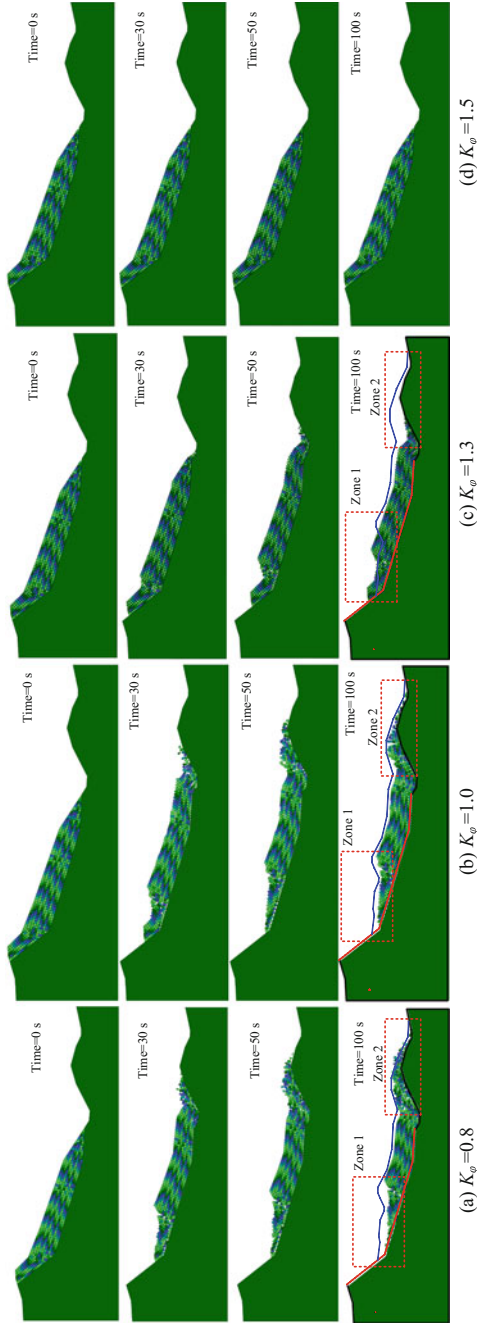 Time=0 s
Time=30 s
Time=50 s
Time=100 s
Zone 1
Zone 2
(a) Kφ=0.8
Time=0 s
Time=30 s
Time=50 s
Time=100 s
Zone 1
Zone 2
(b) Kφ=1.0
Time=0 s
Time=30 s
Time=50 s
Time=100 s
Zone 1
Zone 2
(c) Kφ=1.3
Time=0 s
Time=30 s
Time=50 s
Time=100 s
(d) Kφ=1.5